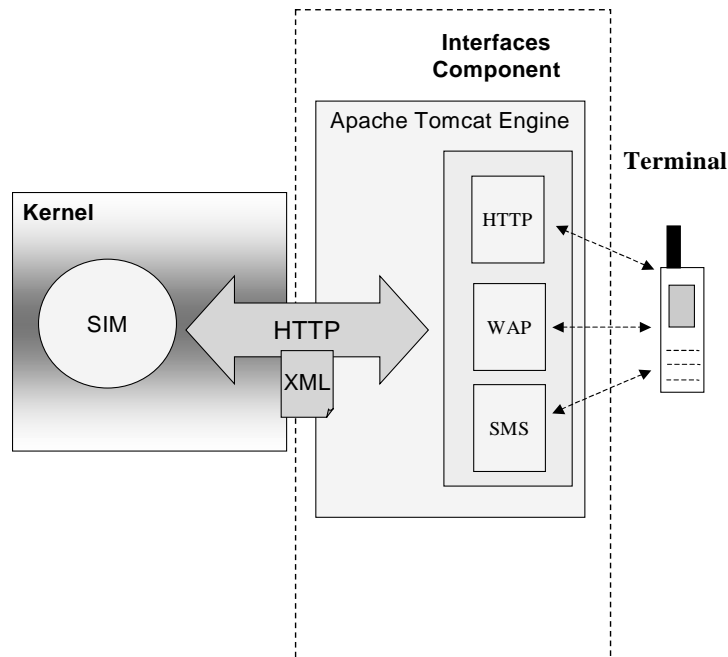 Interfaces
Component
Apache Tomcat Engine
Terminal
Kernel
HTTP
SIM
HTTP
WAP
XML
SMS